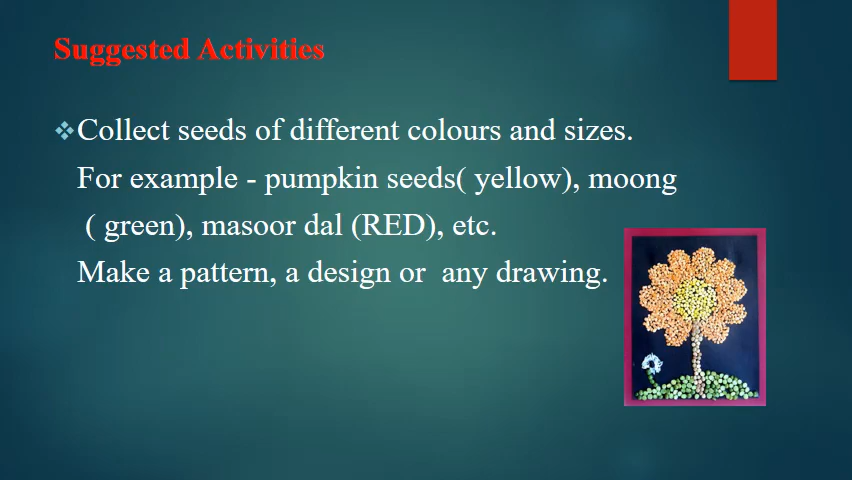 Suggested Activities
❖Collect seeds of different colours and sizes.
For example - pumpkin seeds( yellow), moong
( green), masoor dal (RED), etc.
Make a pattern, a design or  any drawing.